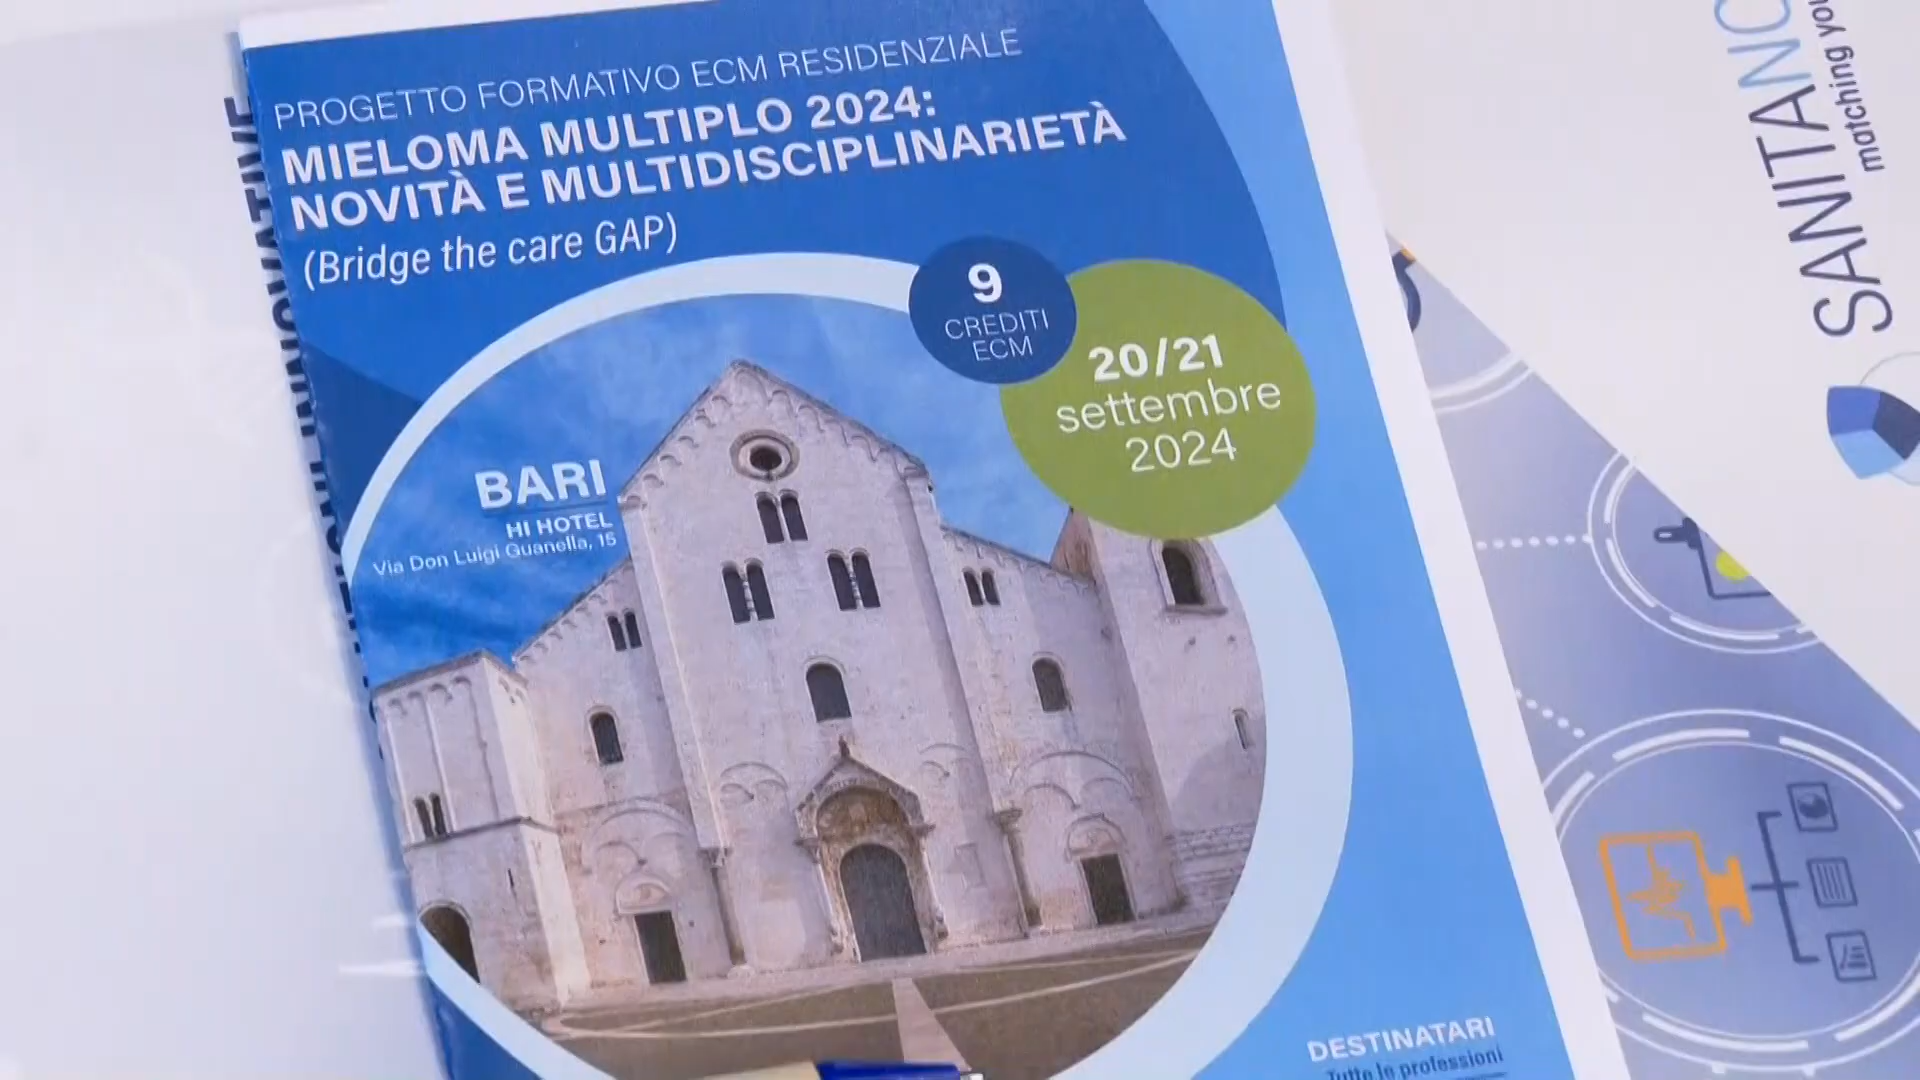 PROGETTO FORMATIVO ECM RESIDENZIALE
MIELOMA MULTIPLO 2024:
NOVITÀ E MULTIDISCIPLINARIETÀ
(Bridge the care GAP)
9
CREDITI
ECM
20/21
settembre
2024
BARI
HI HOTEL
Via Don Luigi Guanella, 15
DESTINATARI
Tutte le professioni
SANITANO
matching you